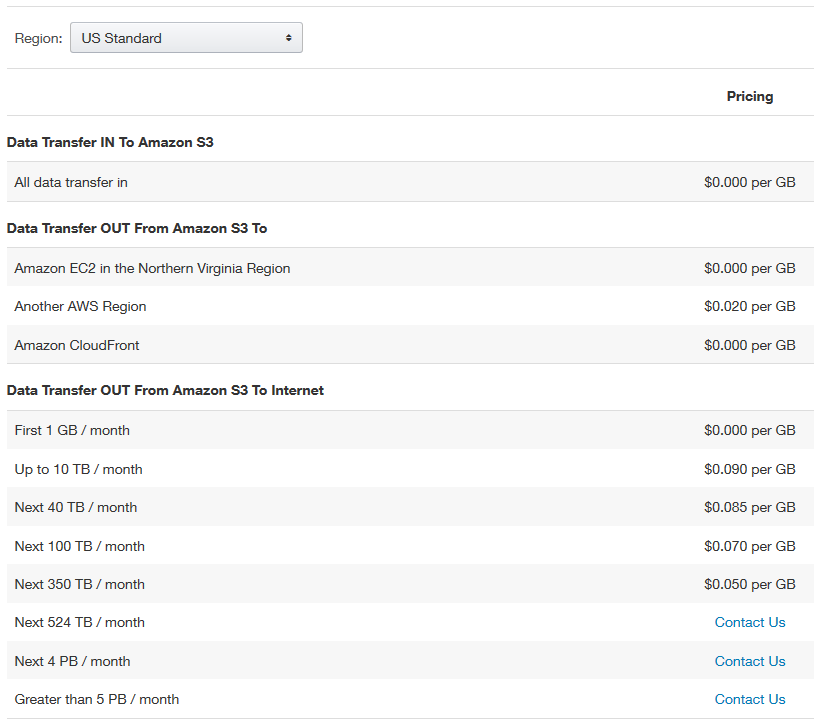 Region: US Standard
Pricing
Data Transfer IN To Amazon S3
All data transfer in $0.000 per GB
Data Transfer OUT From Amazon S3 To
Amazon EC2 in the Northern Virginia Region $0.000 per GB
Another AWS Region $0.020 per GB
Amazon CloudFront $0.000 per GB
Data Transfer OUT From Amazon S3 To Internet
First 1 GB / month $0.000 per GB
Up to 10 TB / month $0.090 per GB
Next 40 TB / month $0.085 per GB
Next 100 TB / month $0.070 per GB
Next 350 TB / month $0.050 per GB
Next 524 TB / month Contact Us
Next 4 PB / month Contact Us
Greater than 5 PB / month Contact Us